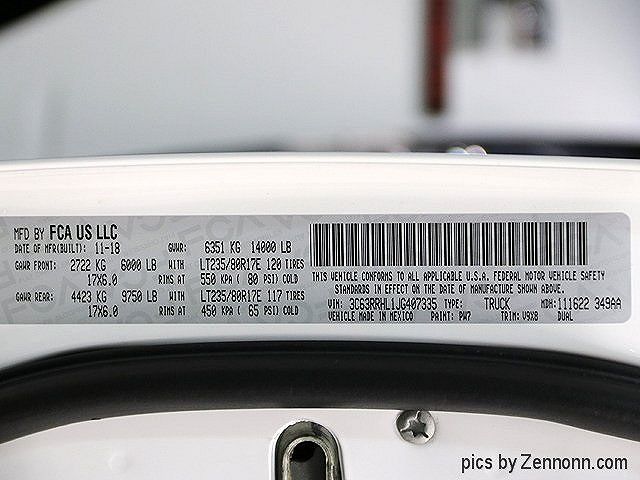 MFD BY FCA US LLC
DATE OF MFR(BUILT): 11-18 GVWR: 6351 KG 14000 LB
GAWR FRONT: 2722 KG 6000 LB WITH LT235/80R17E 120 TIRES
17X6.0 RIMS AT 550 KPA ( 80 PSI) COLD
GAWR REAR: 4423 KG 9750 LB WITH LT235/80R17E 117 TIRES
17X6.0 RIMS AT 450 KPA ( 65 PSI) COLD
THIS VEHICLE CONFORMS TO ALL APPLICABLE U.S.A. FEDERAL MOTOR VEHICLE SAFETY
STANDARDS IN EFFECT ON THE DATE OF MANUFACTURE SHOWN ABOVE.
VIN: 3C63RRHL1JG407335 TYPE: TRUCK MDH: 111622 349AA
VEHICLE MADE IN MEXICO PAINT: PW7 TRIM: V9X8 DUAL
pics by Zennonn.com